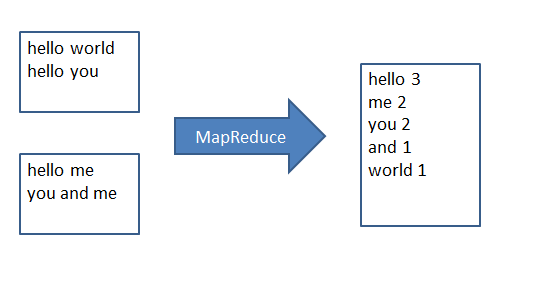 hello world
hello you
hello me
you and me
MapReduce
hello 3
me 2
you 2
and 1
world 1